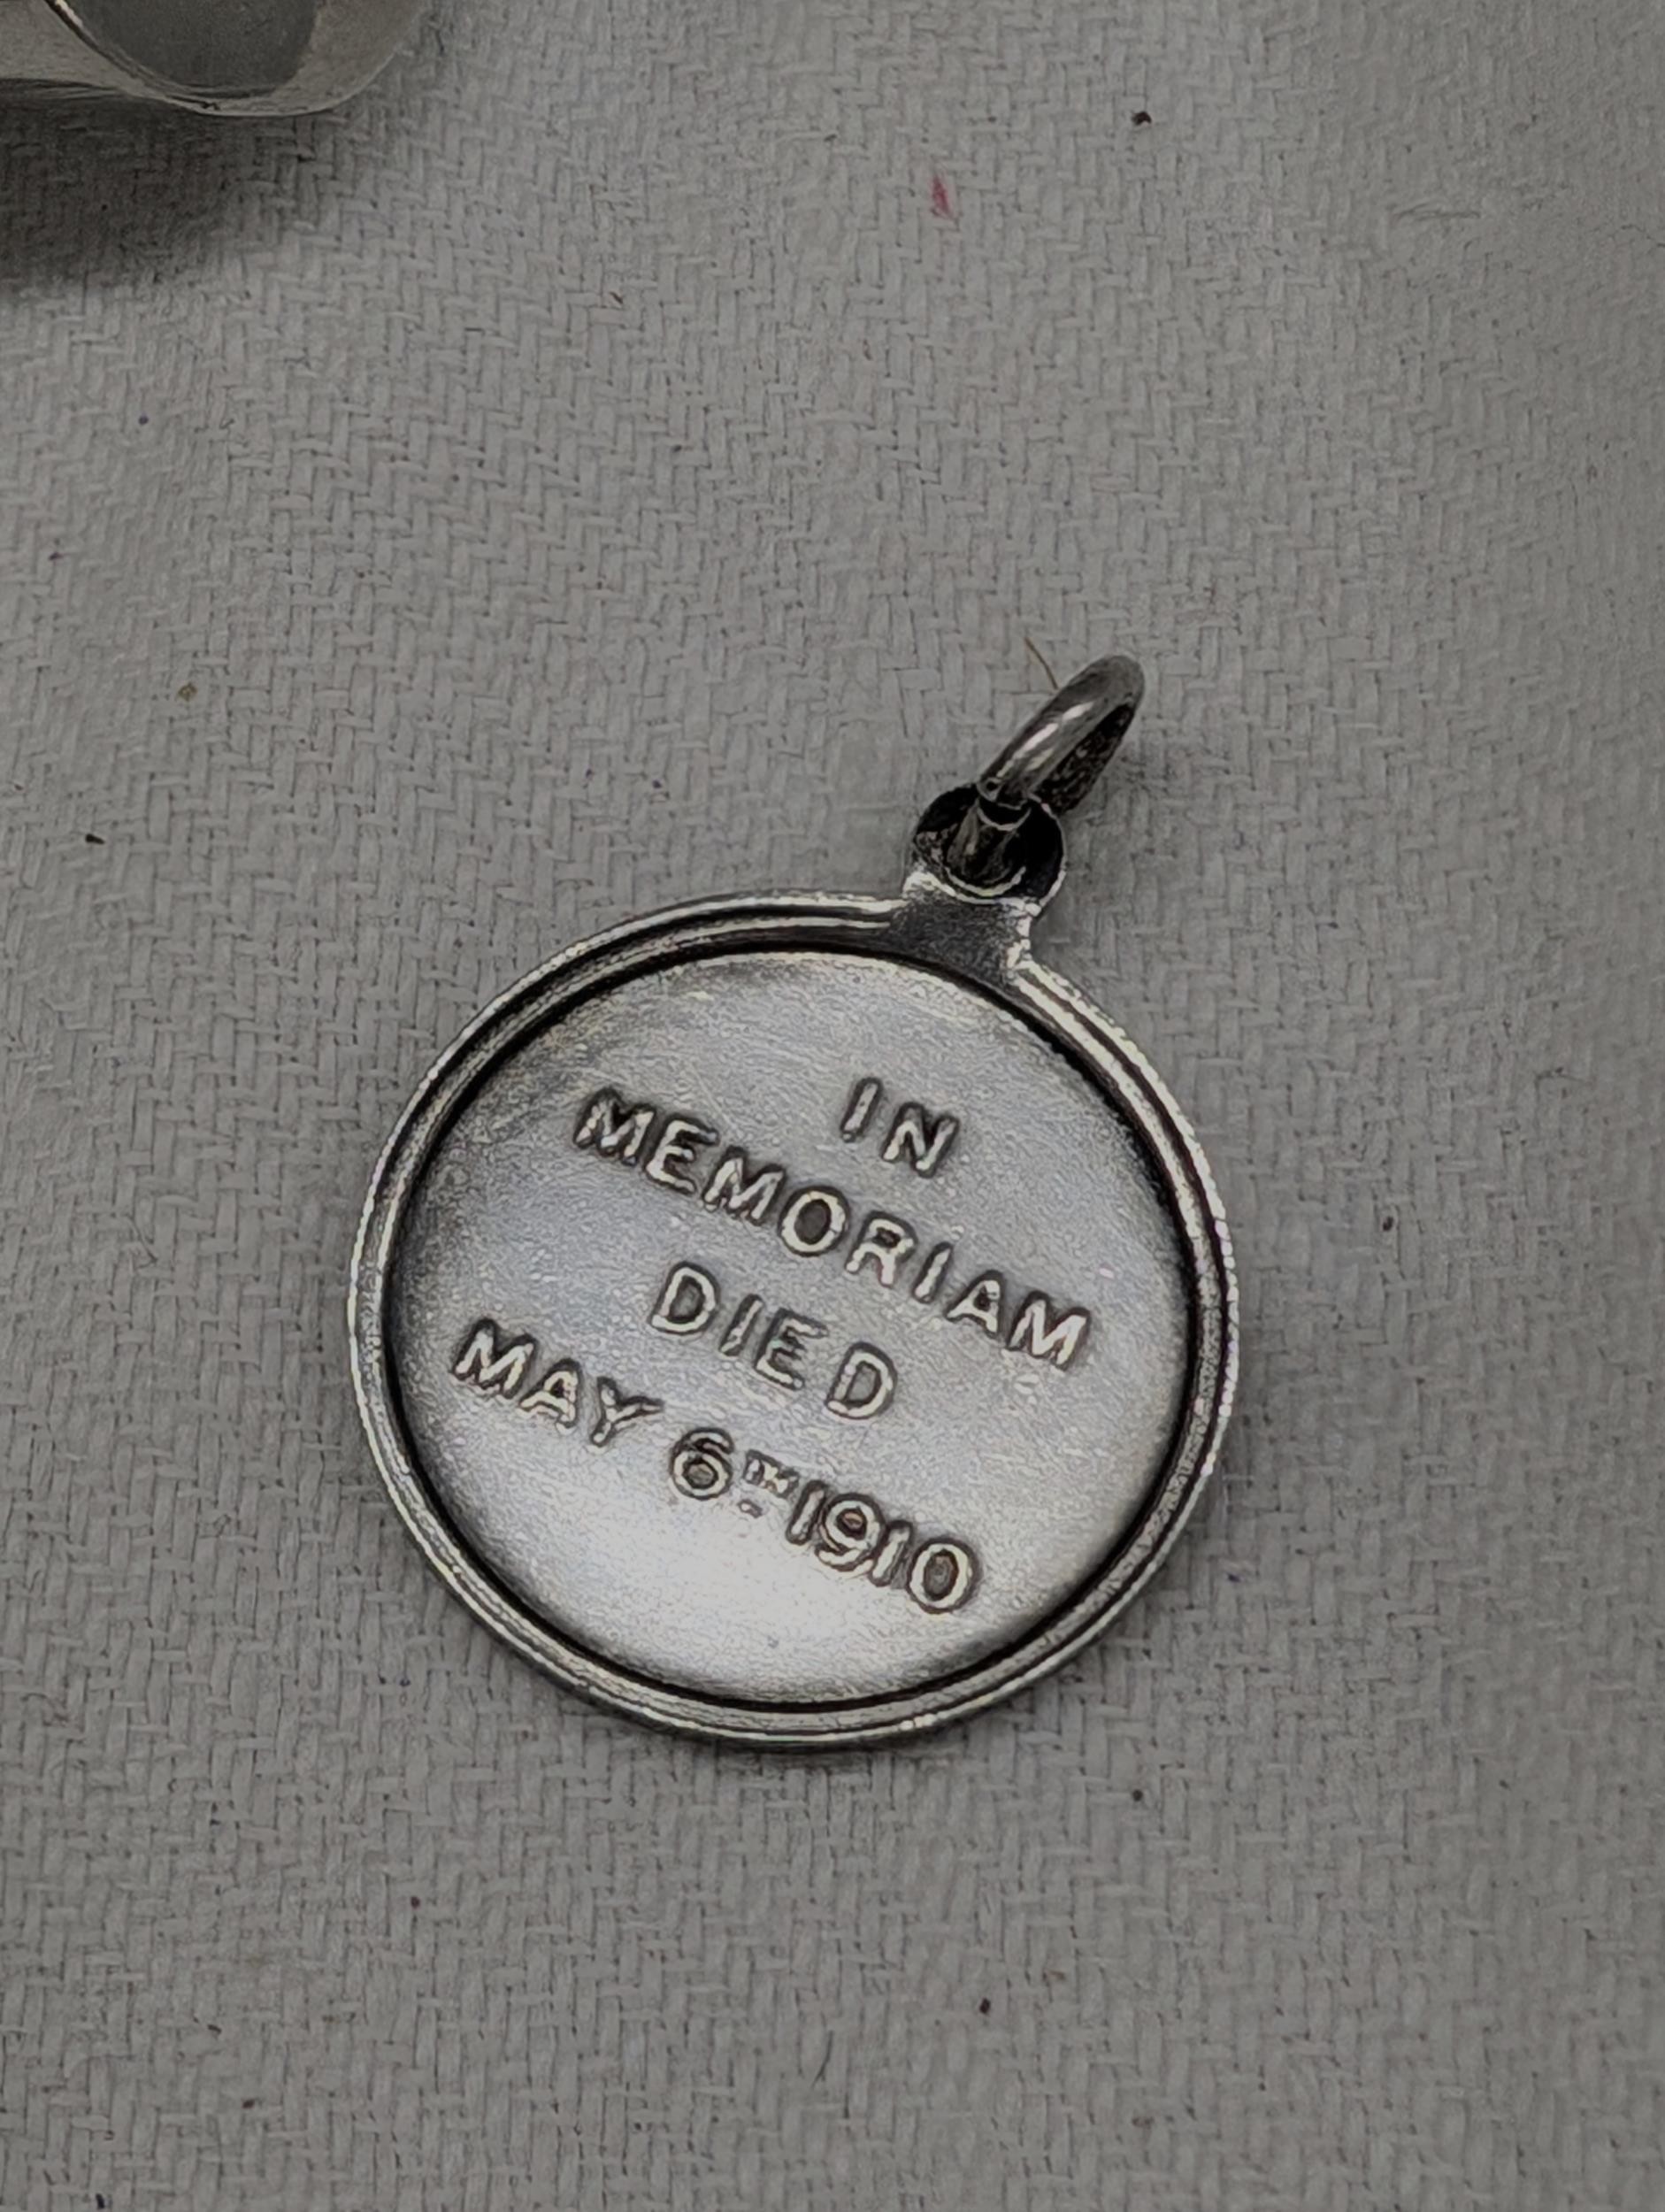 IN
MEMORIAM
DIED
MAY 6TH 1910